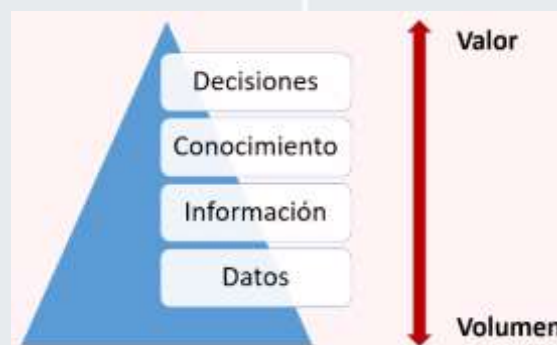 Valor
Decisiones
Conocimiento
Información
Datos
Volumen